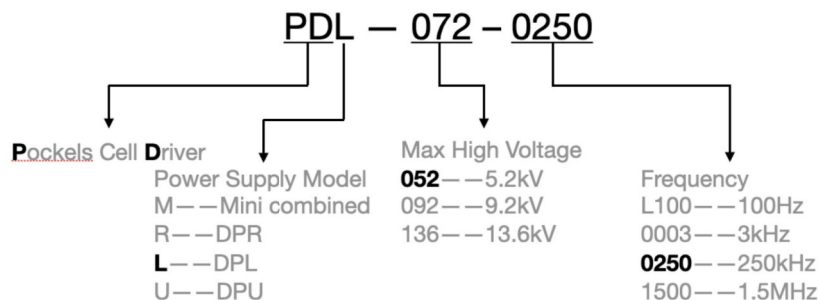 PDL – 072 – 0250
Pockels Cell Driver
Power Supply Model
M——Mini combined
R——DPR
L——DPL
U——DPU
Max High Voltage
052——5.2kV
092——9.2kV
136——13.6kV
Frequency
L100——100Hz
0003——3kHz
0250——250kHz
1500——1.5MHz